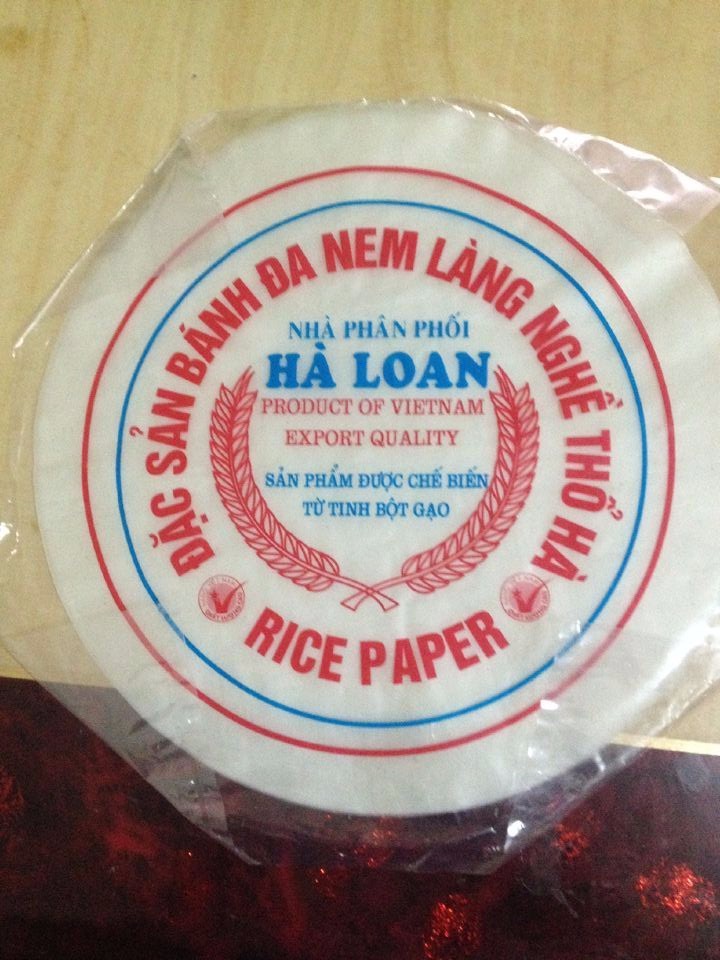 ĐẶC SẢN BÁNH ĐA NEM LÀNG NGHỀ THỔ HÀ
NHÀ PHÂN PHỐI
HÀ LOAN
PRODUCT OF VIETNAM
EXPORT QUALITY
SẢN PHẨM ĐƯỢC CHẾ BIẾN
TỪ TINH BỘT GẠO
RICE PAPER